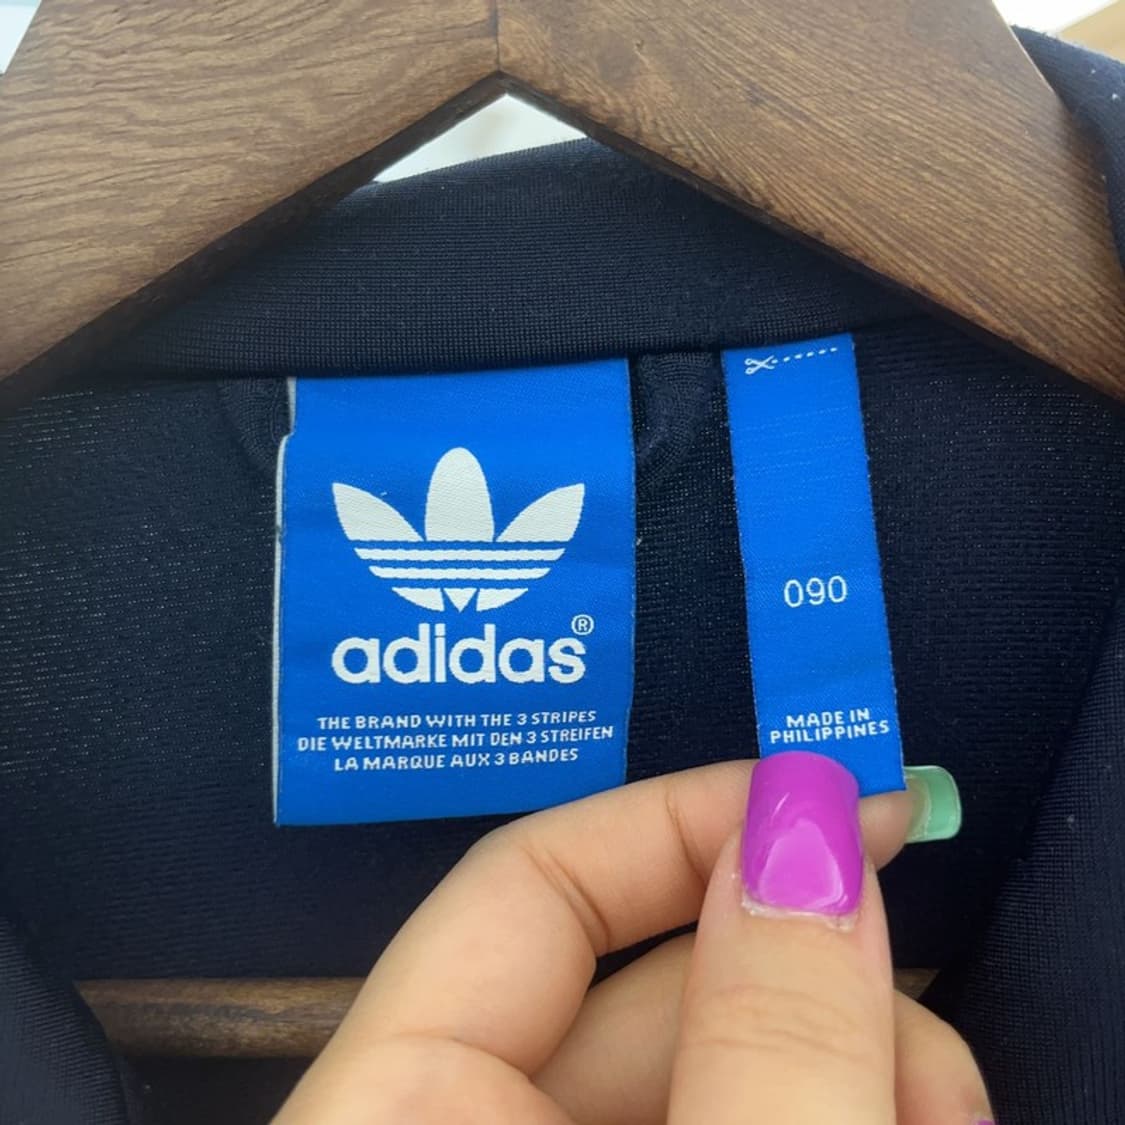 adidas®
THE BRAND WITH THE 3 STRIPES
DIE WELTMARKE MIT DEN 3 STREIFEN
LA MARQUE AUX 3 BANDES
090
MADE IN
PHILIPPINES